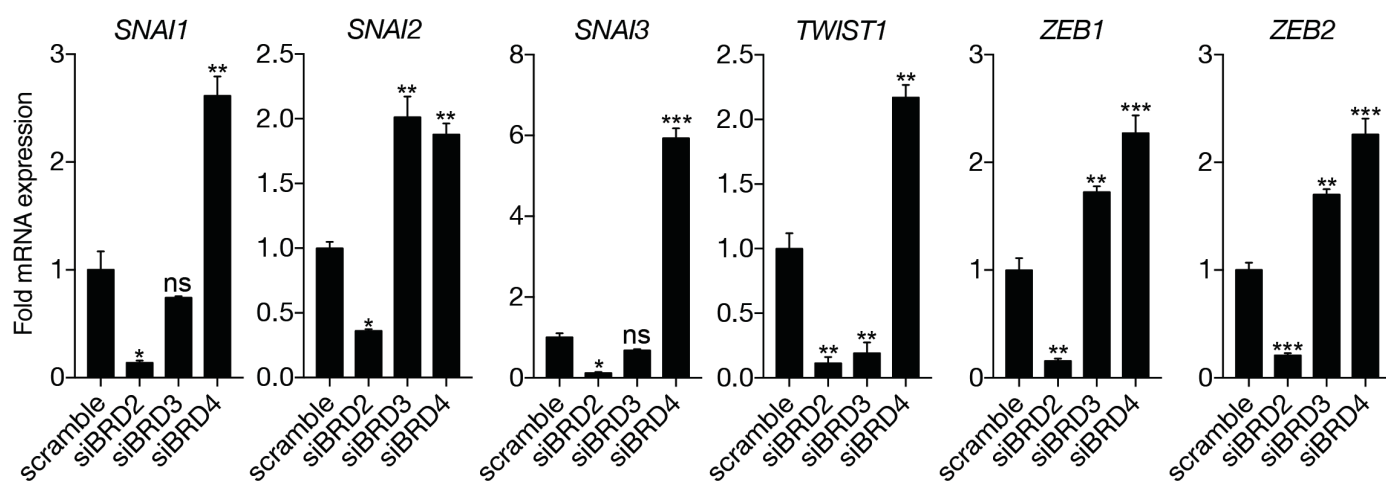 SNAI1 SNAI2 SNAI3 TWIST1 ZEB1 ZEB2
Fold mRNA expression
3 2 1 0
** * ns
scramble siBRD2 siBRD3 siBRD4
2.5 2.0 1.5 1.0 0.5 0.0
* ** **
scramble siBRD2 siBRD3 siBRD4
8 6 4 2 0
* ns ***
scramble siBRD2 siBRD3 siBRD4
2.5 2.0 1.5 1.0 0.5 0.0
** ** **
scramble siBRD2 siBRD3 siBRD4
3 2 1 0
** ** ***
scramble siBRD2 siBRD3 siBRD4
3 2 1 0
*** ** ***
scramble siBRD2 siBRD3 siBRD4